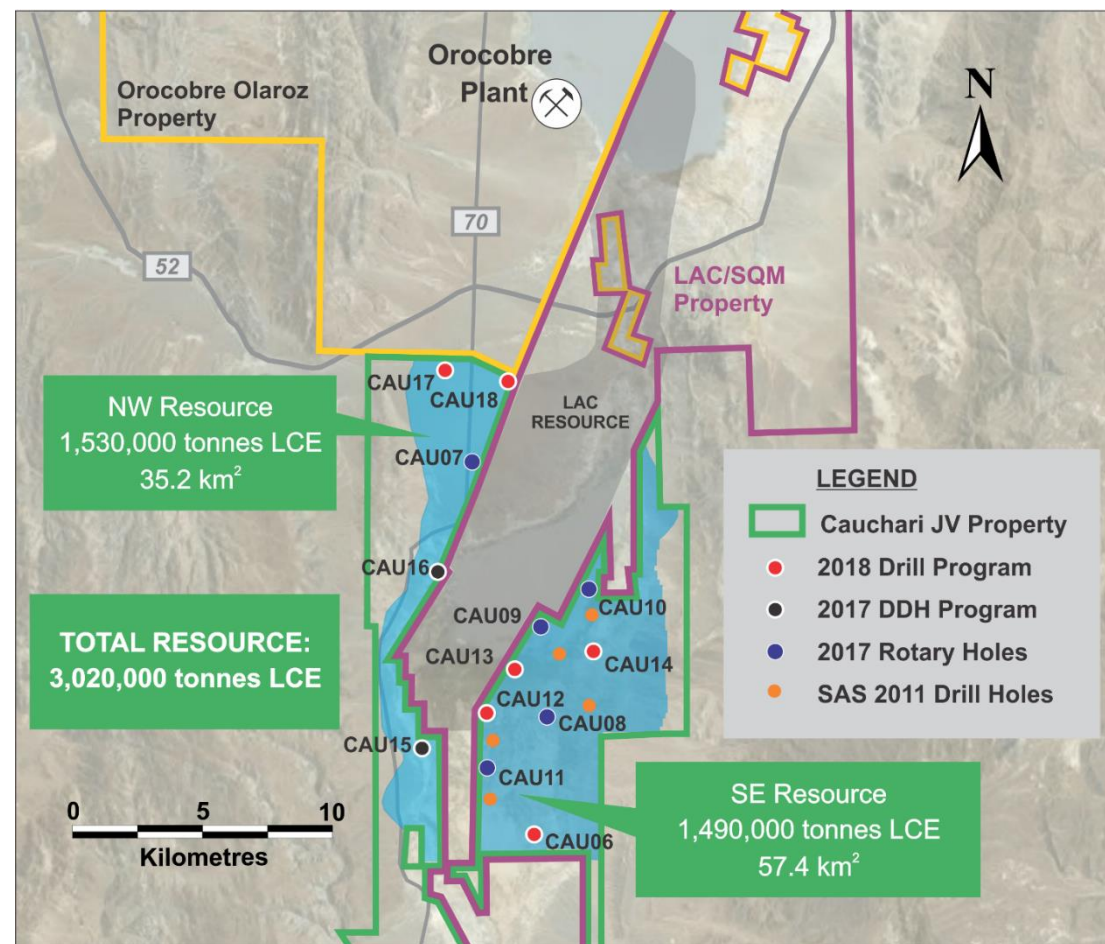 Orocobre
Plant
Orocobre Olaroz
Property
N
70
52
LAC/SQM
Property
CAU17
CAU18
LAC
RESOURCE
NW Resource
1,530,000 tonnes LCE
35.2 km²
CAU07
LEGEND
Cauchari JV Property
2018 Drill Program
2017 DDH Program
2017 Rotary Holes
SAS 2011 Drill Holes
CAU16
CAU10
CAU09
TOTAL RESOURCE:
3,020,000 tonnes LCE
CAU13
CAU14
CAU12
CAU08
CAU15
CAU11
SE Resource
1,490,000 tonnes LCE
57.4 km²
0 5 10
Kilometres
CAU06